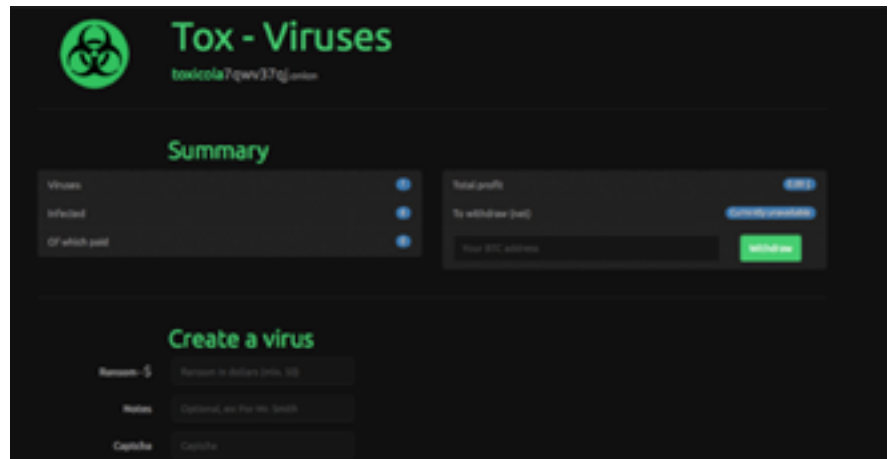 Tox - Viruses
toxicola7qwv37qj.onion
Summary
Viruses
Infected
Of which paid
Total profit
To withdraw (net) Currently unavailable
Your BTC address Withdraw
Create a virus
Ransom - $ Ransom in dollars (min. 50)
Notes Optional, ex: For Mr. Smith
Captcha Captcha